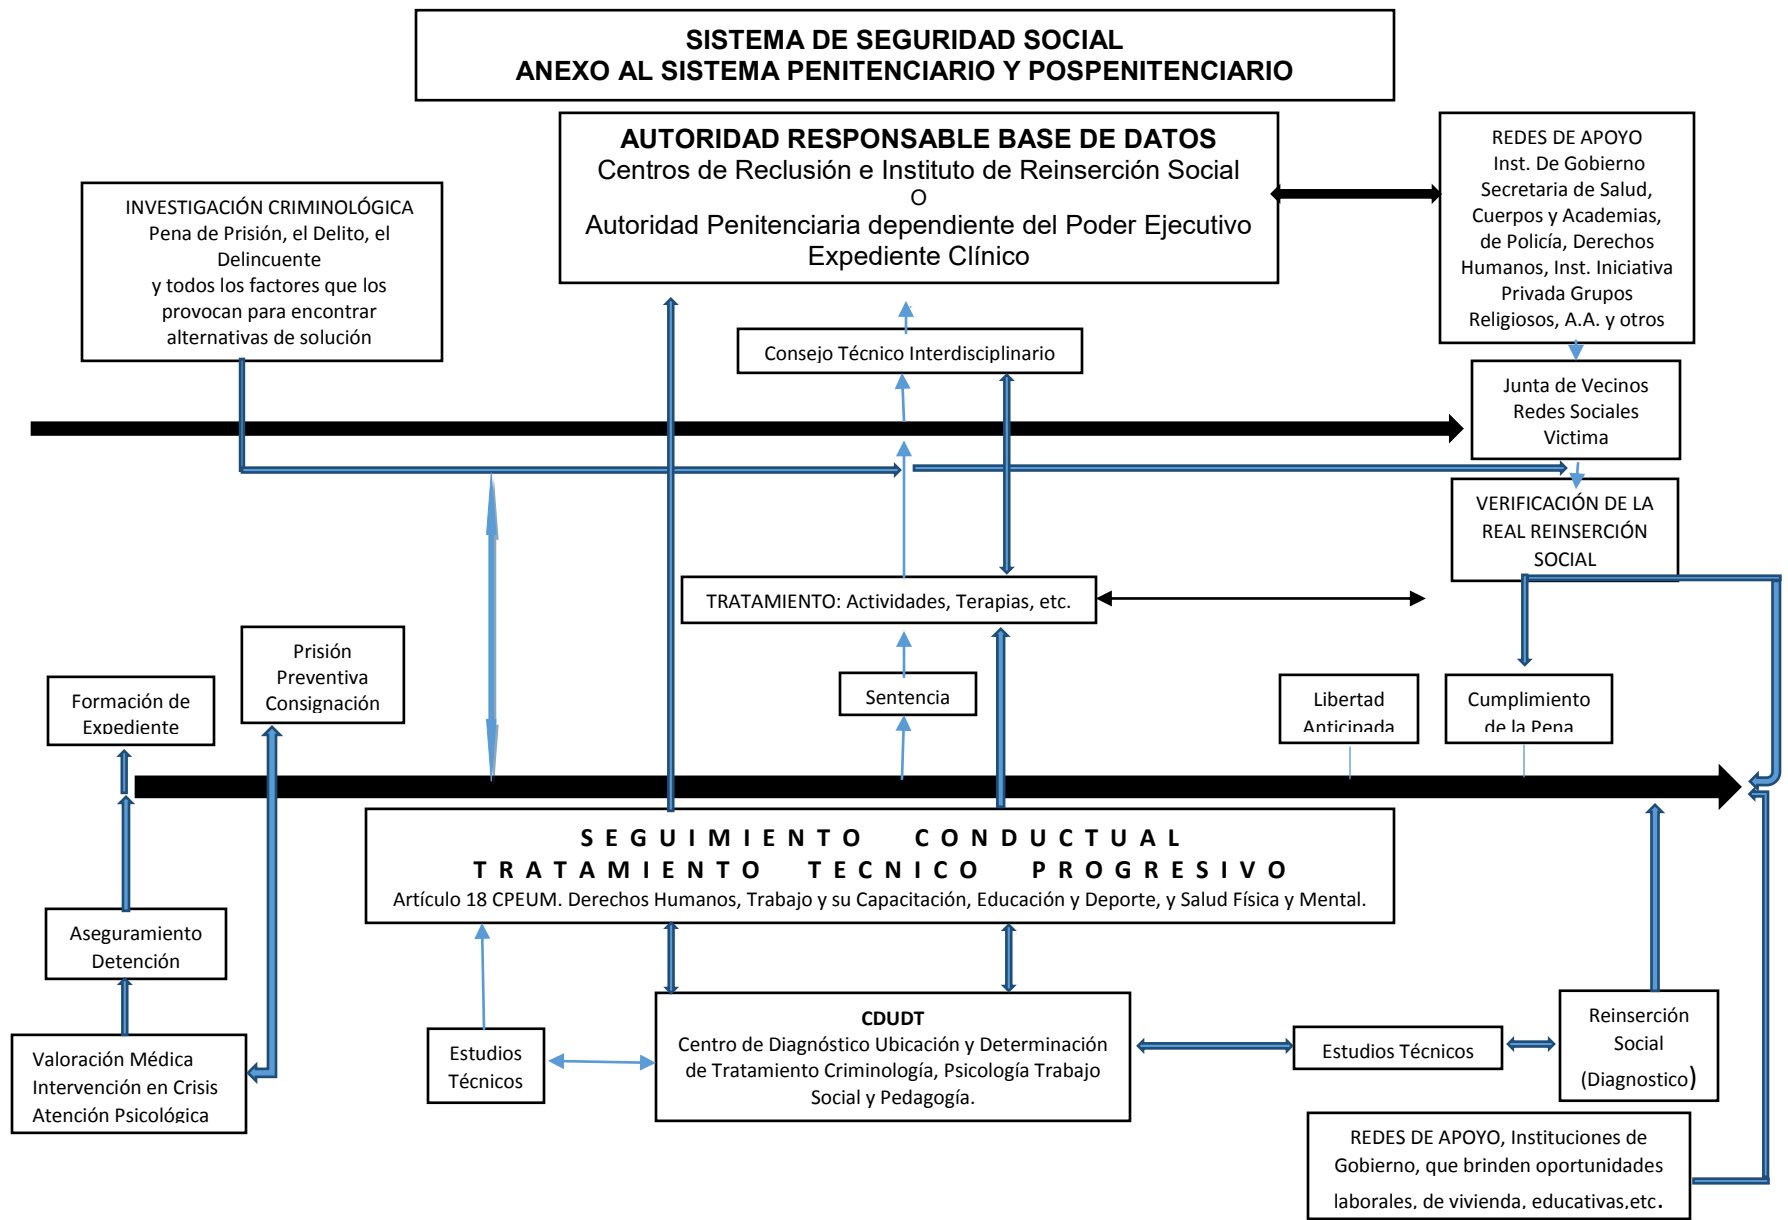 SISTEMA DE SEGURIDAD SOCIAL
ANEXO AL SISTEMA PENITENCIARIO Y POSPENITENCIARIO
AUTORIDAD RESPONSABLE BASE DE DATOS
Centros de Reclusión e Instituto de Reinserción Social
O
Autoridad Penitenciaria dependiente del Poder Ejecutivo
Expediente Clínico
REDES DE APOYO
Inst. De Gobierno
Secretaria de Salud,
Cuerpos y Academias,
de Policía, Derechos
Humanos, Inst. Iniciativa
Privada Grupos
Religiosos, A.A. y otros
INVESTIGACIÓN CRIMINOLÓGICA
Pena de Prisión, el Delito, el
Delincuente
y todos los factores que los
provocan para encontrar
alternativas de solución
Consejo Técnico Interdisciplinario
Junta de Vecinos
Redes Sociales
Victima
VERIFICACIÓN DE LA
REAL REINSERCIÓN
SOCIAL
TRATAMIENTO: Actividades, Terapias, etc.
Prisión
Preventiva
Consignación
Formación de
Expediente
Sentencia
Libertad
Anticipada
Cumplimiento
de la Pena
SEGUIMIENTO CONDUCTUAL
TRATAMIENTO TECNICO PROGRESIVO
Artículo 18 CPEUM. Derechos Humanos, Trabajo y su Capacitación, Educación y Deporte, y Salud Física y Mental.
Aseguramiento
Detención
Valoración Médica
Intervención en Crisis
Atención Psicológica
Estudios
Técnicos
CDUDT
Centro de Diagnóstico Ubicación y Determinación
de Tratamiento Criminología, Psicología Trabajo
Social y Pedagogía.
Estudios Técnicos
Reinserción
Social
(Diagnostico)
REDES DE APOYO, Instituciones de
Gobierno, que brinden oportunidades
laborales, de vivienda, educativas,etc.